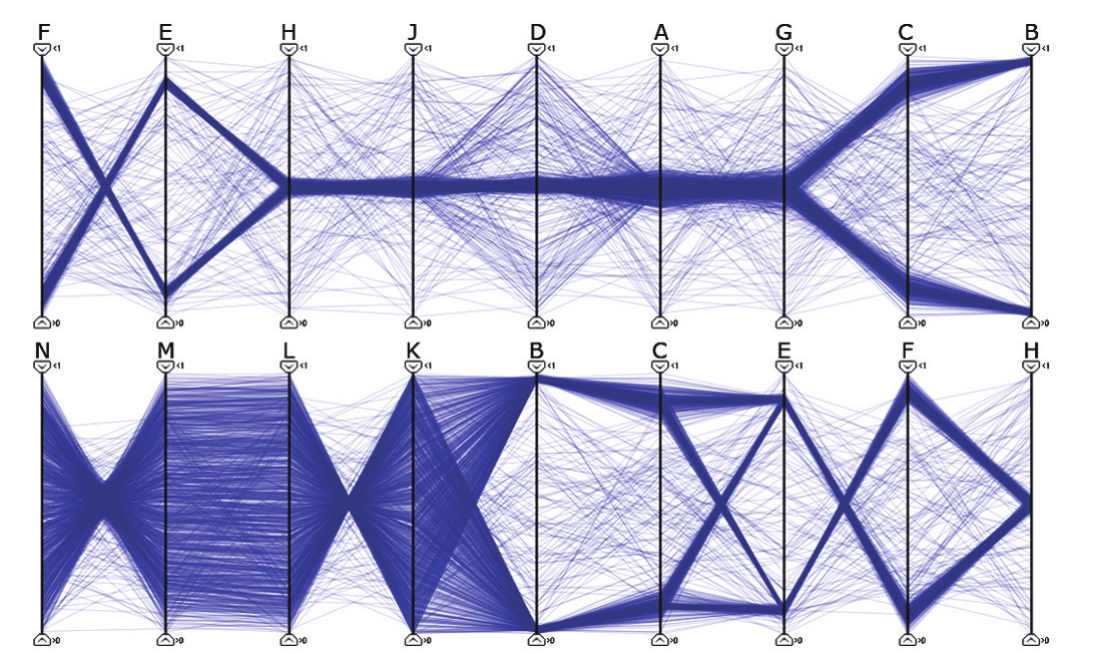 F E H J D A G C B
<1 <1 <1 <1 <1 <1 <1 <1 <1
>0 >0 >0 >0 >0 >0 >0 >0 >0
N M L K B C E F H
<1 <1 <1 <1 <1 <1 <1 <1 <1
>0 >0 >0 >0 >0 >0 >0 >0 >0